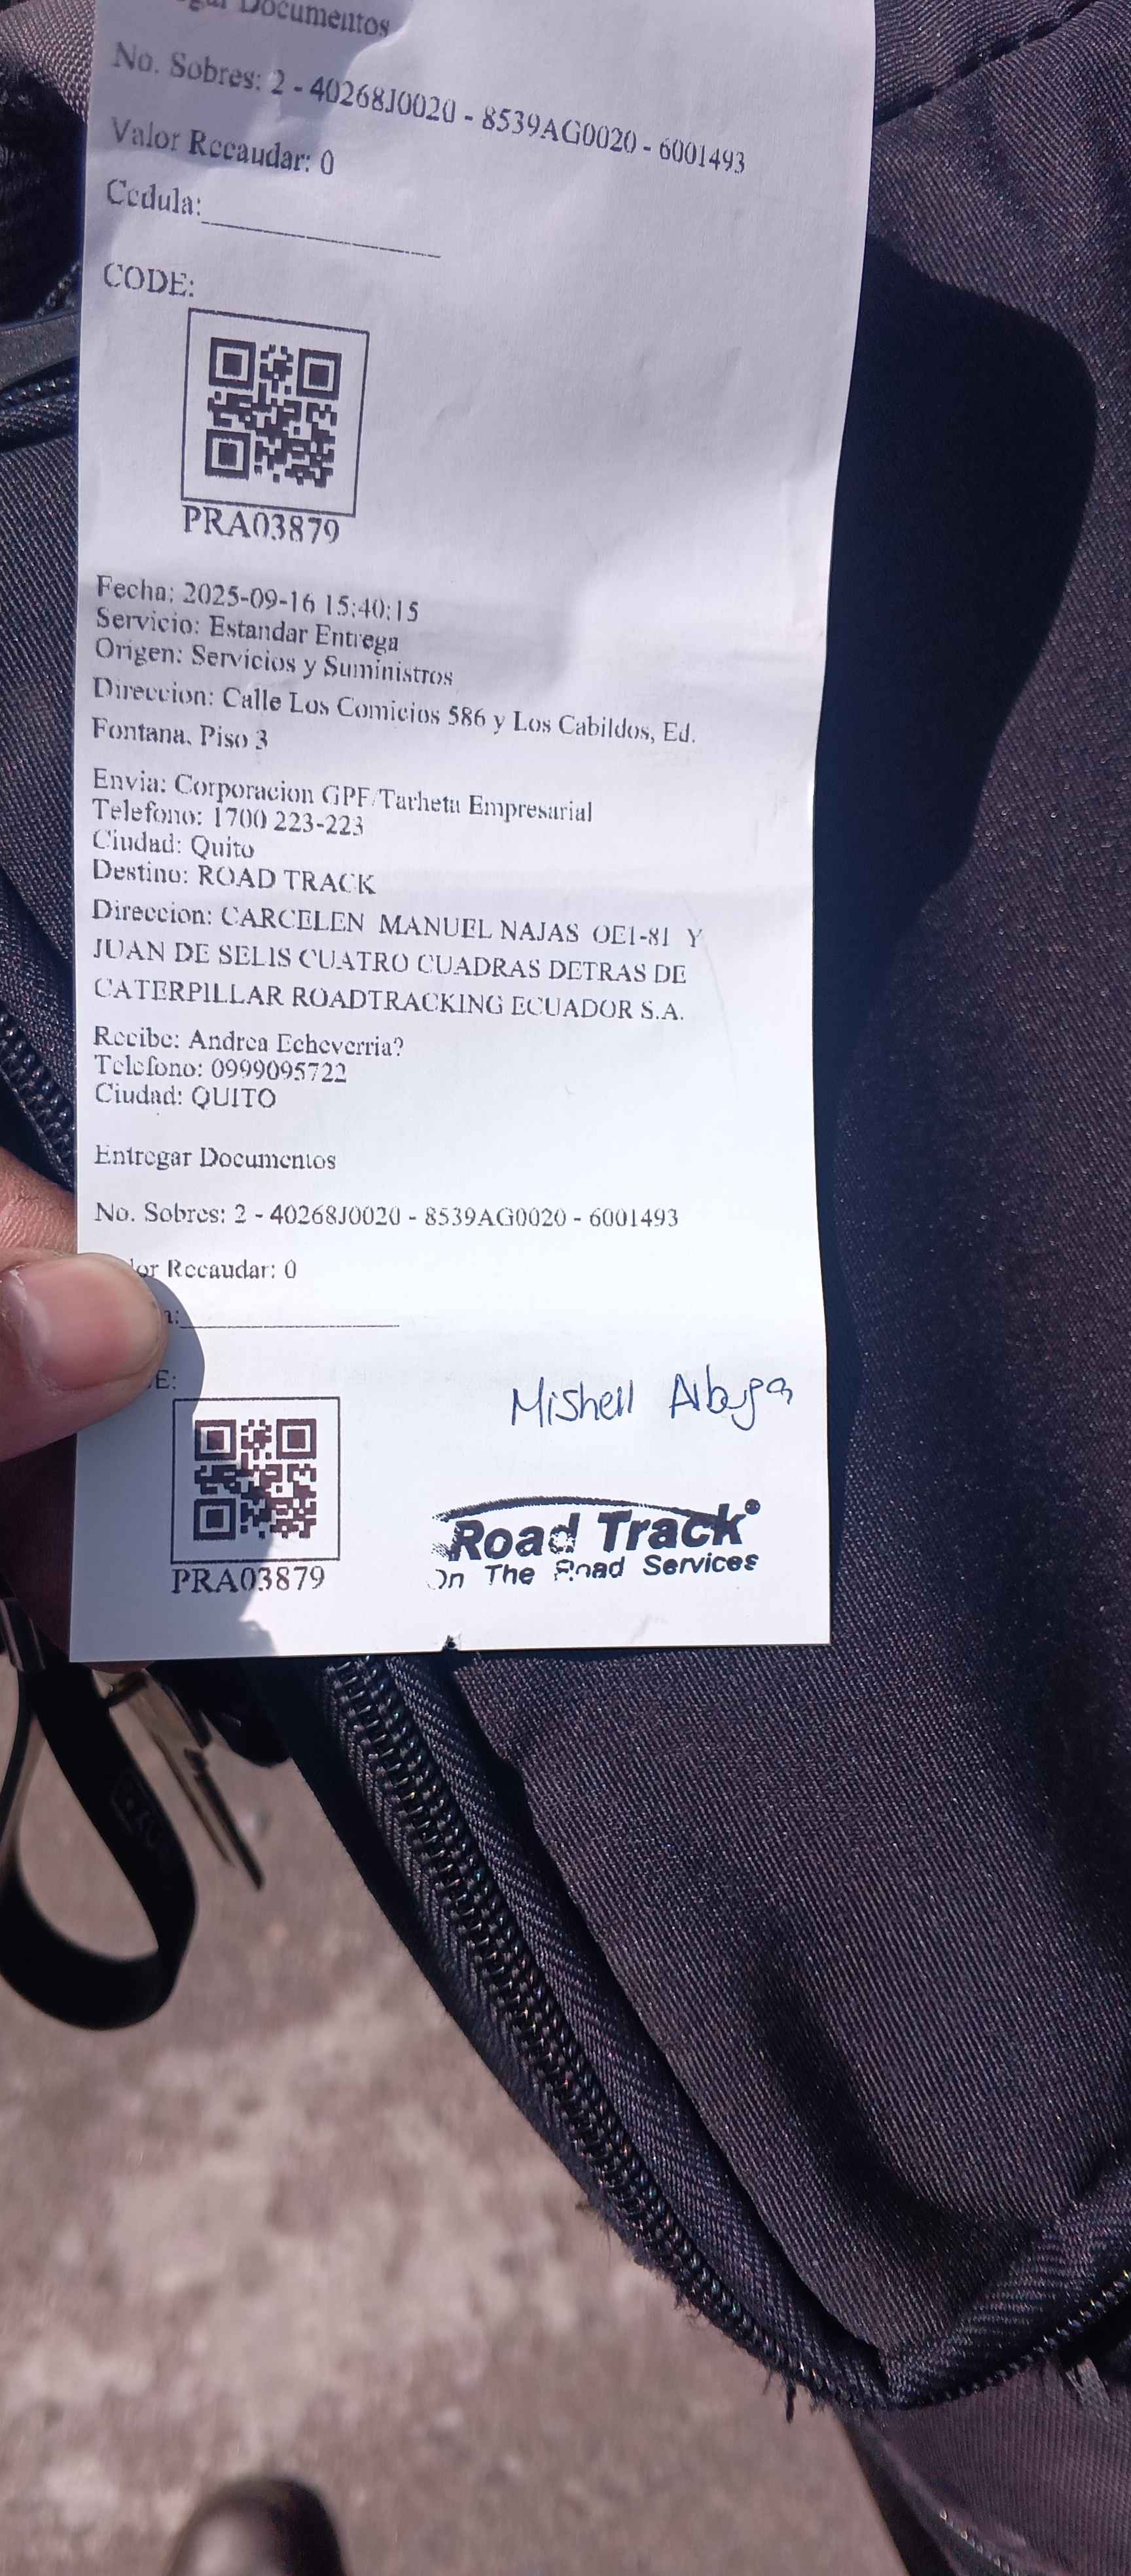 Documentos
No. Sobres: 2 - 40268J0020 - 8539AG0020 - 6001493
Valor Recaudar: 0
Cedula:
CODE:
PRA03879
Fecha: 2025-09-16 15:40:15
Servicio: Estandar Entrega
Origen: Servicios y Suministros
Direccion: Calle Los Comicios 586 y Los Cabildos, Ed.
Fontana, Piso 3
Envia: Corporacion GPF/Tarheta Empresarial
Telefono: 1700 223-223
Ciudad: Quito
Destino: ROAD TRACK
Direccion: CARCELEN MANUEL NAJAS OE1-81 Y
JUAN DE SELIS CUATRO CUADRAS DETRAS DE
CATERPILLAR ROADTRACKING ECUADOR S.A.
Recibe: Andrea Echeverria?
Telefono: 0999095722
Ciudad: QUITO
Entregar Documentos
No. Sobres: 2 - 40268J0020 - 8539AG0020 - 6001493
Recaudar: 0
Mishell
PRA03879
Road Track®
On The Road Services